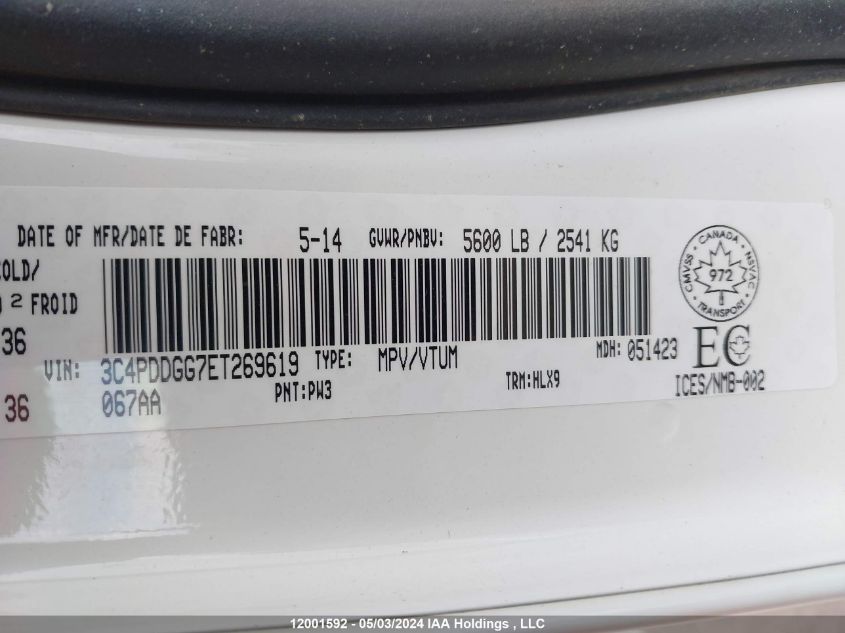 DATE OF MFR/DATE DE FABR: 5-14 GVWR/PNBV: 5600 LB / 2541 KG
COLD/
2 FROID
36
VIN: 3C4PDDGG7ET269619 TYPE: MPV/VTUM MDH: 051423
36 067AA PNT:PW3 TRM:HLX9
CANADA
CMVSS 972 NSVAC
TRANSPORT
EC
ICES/NMB-002
12001592 - 05/03/2024 IAA Holdings , LLC